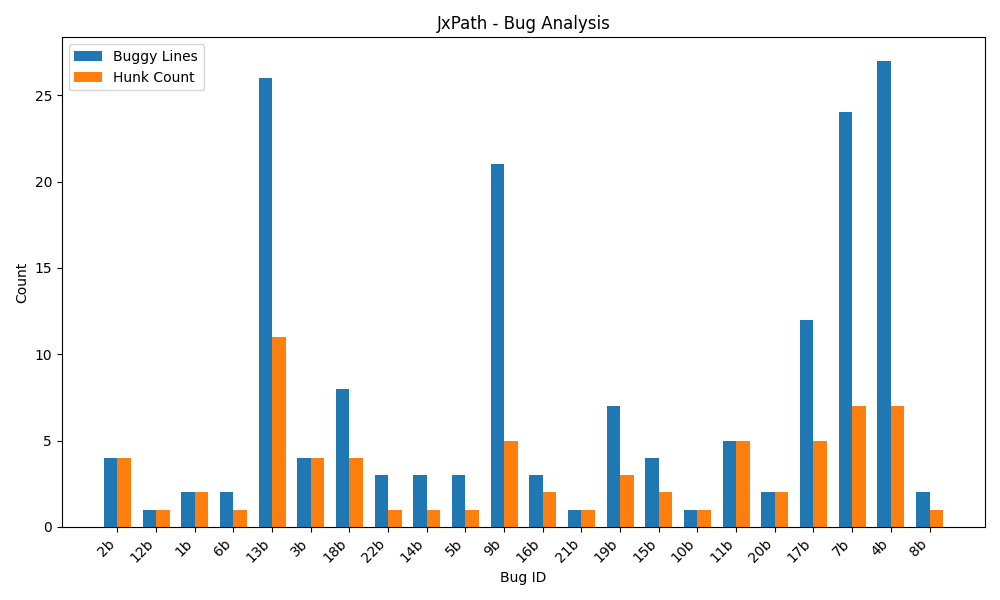 JxPath - Bug Analysis
Buggy Lines
Hunk Count
Count
25
20
15
10
5
0
2b 12b 1b 6b 13b 3b 18b 22b 14b 5b 9b 16b 21b 19b 15b 10b 11b 20b 17b 7b 4b 8b
Bug ID